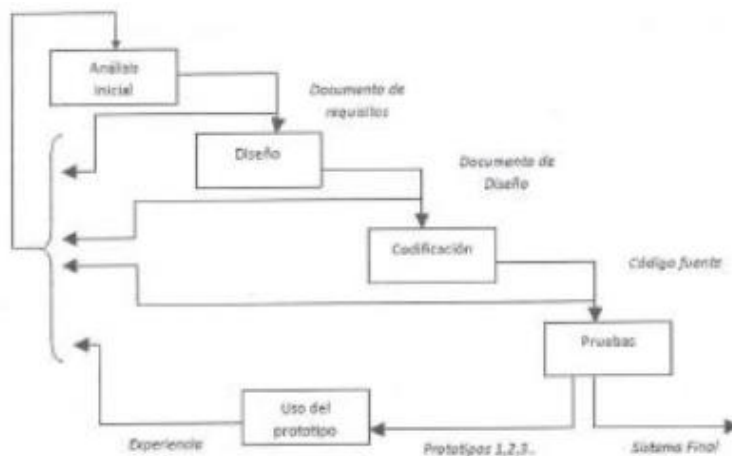 Análisis
inicial
Documento de
requisitos
Diseño
Documento de
Diseño
Codificación
Código fuente
Pruebas
Uso del
prototipo
Experiencia
Prototipos 1,2,3..
Sistema Final